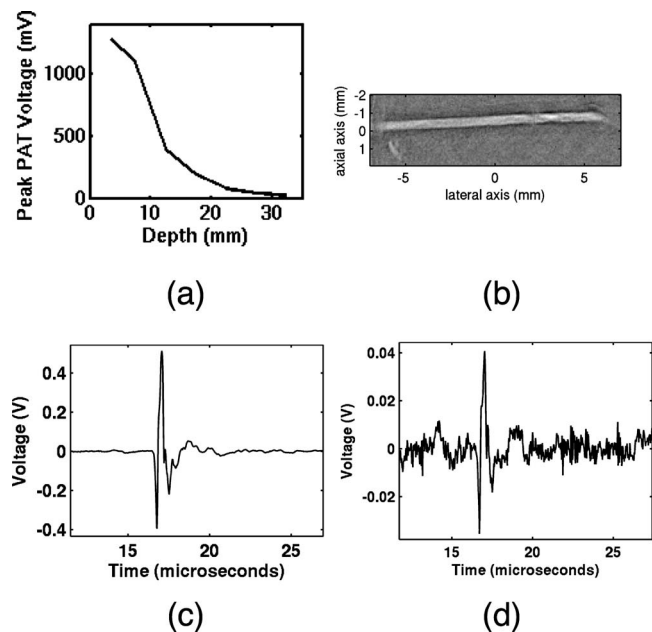 Peak PAT Voltage (mV)
1000
500
0
0 10 20 30
Depth (mm)
(a)
axial axis (mm)
-2
-1
0
1
-5 0 5
lateral axis (mm)
(b)
Voltage (V)
0.4
0.2
0
-0.2
-0.4
15 20 25
Time (microseconds)
(c)
Voltage (V)
0.04
0.02
0
-0.02
15 20 25
Time (microseconds)
(d)